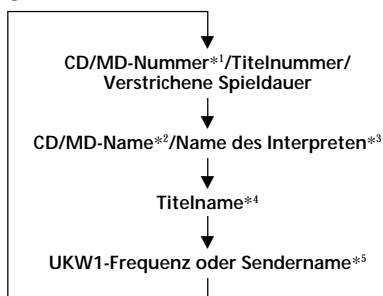 CD/MD-Nummer*1/Titelnummer/
Verstrichene Spieldauer
CD/MD-Name*2/Name des Interpreten*3
Titelname*4
UKW1-Frequenz oder Sendername*5